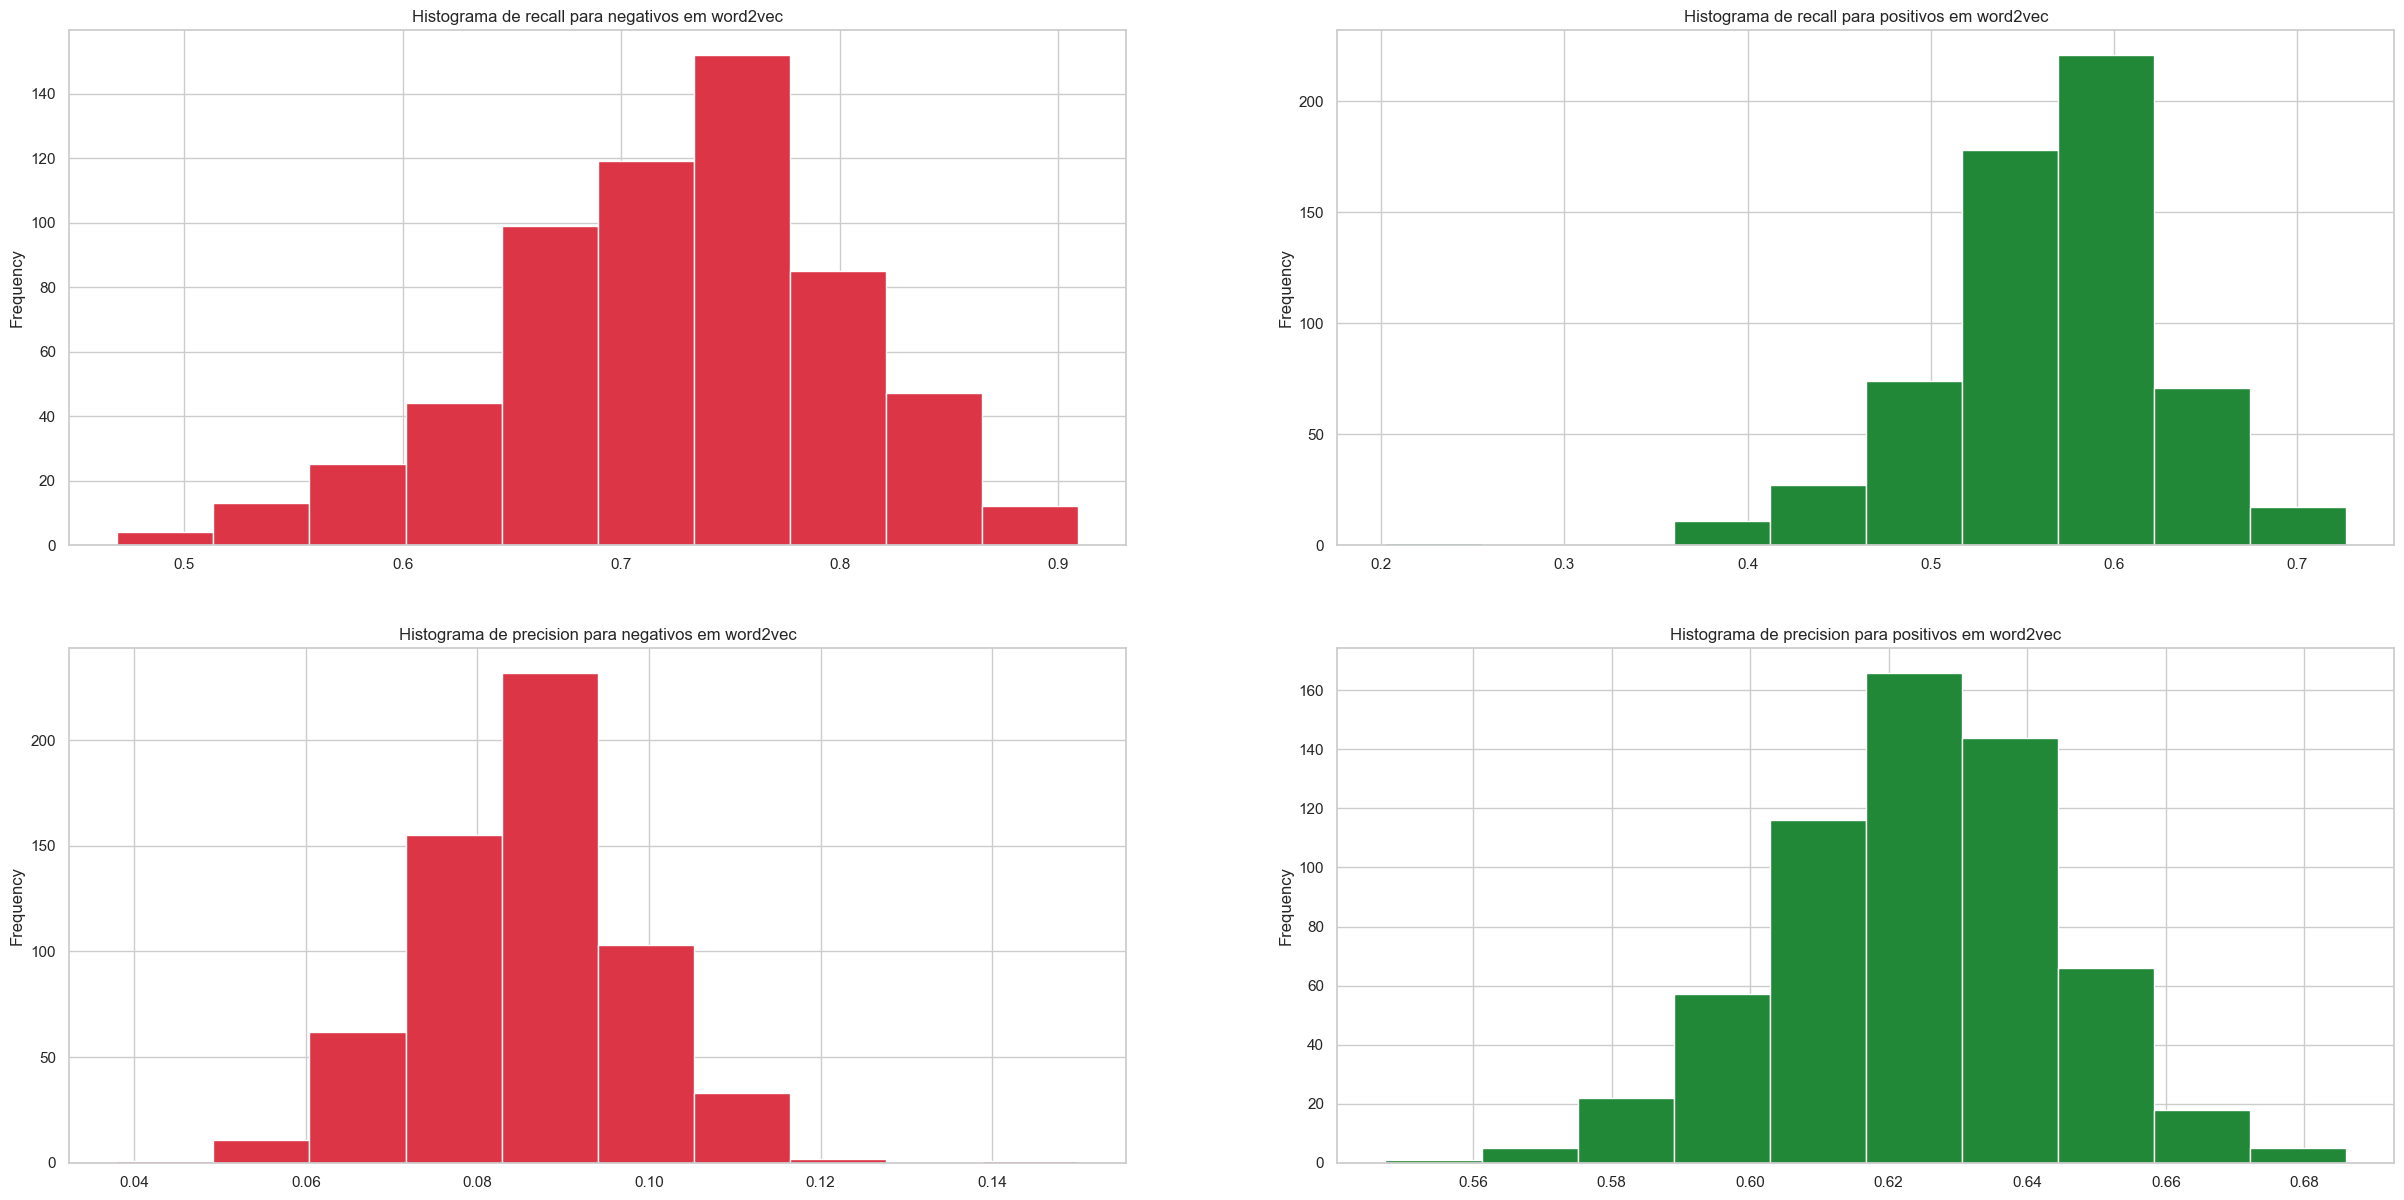 Histograma de recall para negativos em word2vec
Frequency
140
120
100
80
60
40
20
0
0.5 0.6 0.7 0.8 0.9
Histograma de recall para positivos em word2vec
Frequency
200
150
100
50
0
0.2 0.3 0.4 0.5 0.6 0.7
Histograma de precision para negativos em word2vec
Frequency
200
150
100
50
0
0.04 0.06 0.08 0.10 0.12 0.14
Histograma de precision para positivos em word2vec
Frequency
160
140
120
100
80
60
40
20
0
0.56 0.58 0.60 0.62 0.64 0.66 0.68